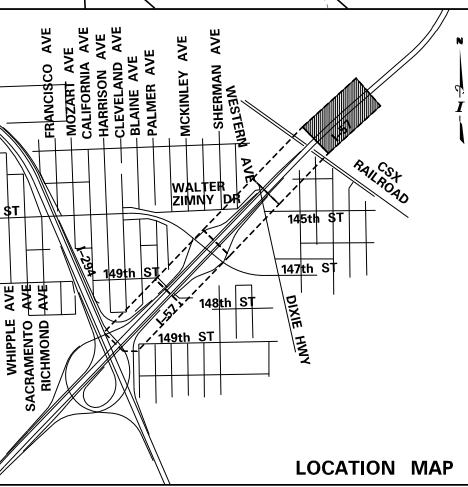 FRANCISCO AVE
MOZART AVE
CALIFORNIA AVE
HARRISON AVE
CLEVELAND AVE
BLAINE AVE
PALMER AVE
MCKINLEY AVE
SHERMAN AVE
WESTERN AVE
N
I-57
CSX
RAILROAD
WALTER
ZIMNY DR
ST
145th ST
I-294
149th ST
147th ST
I-57
148th ST
DIXIE HWY
149th ST
WHIPPLE AVE
SACRAMENTO AVE
RICHMOND AVE
LOCATION MAP